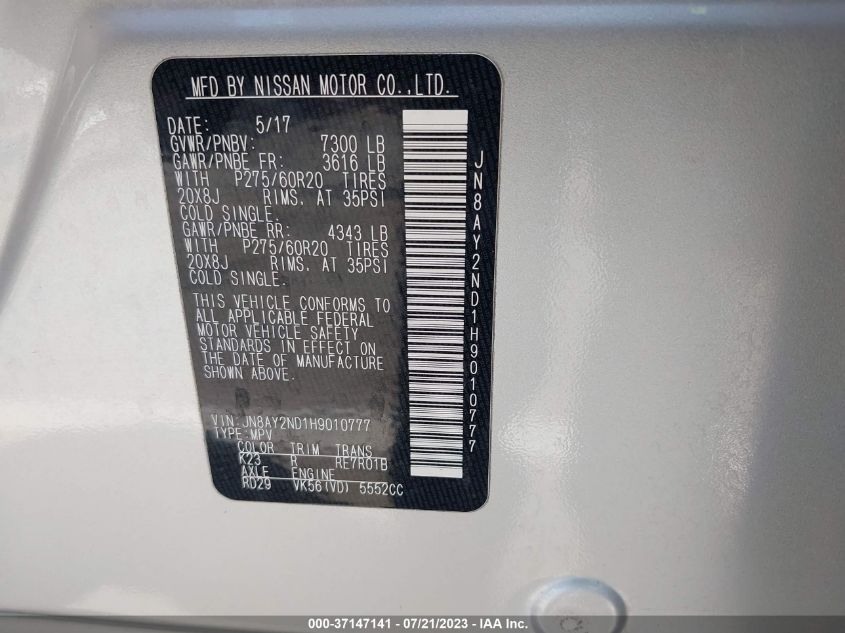 MFD BY NISSAN MOTOR CO.,LTD.
DATE: 5/17
GVWR/PNBV: 7300 LB
GAWR/PNBE FR: 3616 LB
WITH P275/60R20 TIRES
20X8J RIMS. AT 35PSI
COLD SINGLE.
GAWR/PNBE RR: 4343 LB
WITH P275/60R20 TIRES
20X8J RIMS. AT 35PSI
COLD SINGLE.
THIS VEHICLE CONFORMS TO
ALL APPLICABLE FEDERAL
MOTOR VEHICLE SAFETY
STANDARDS IN EFFECT ON
THE DATE OF MANUFACTURE
SHOWN ABOVE.
VIN:JN8AY2ND1H9010777
TYPE:MPV
COLOR TRIM TRANS
K23 R RE7R01B
AXLE ENGINE
RD29 VK56(VD) 5552CC
JN8AY2ND1H9010777
000-37147141 - 07/21/2023 - IAA Inc.